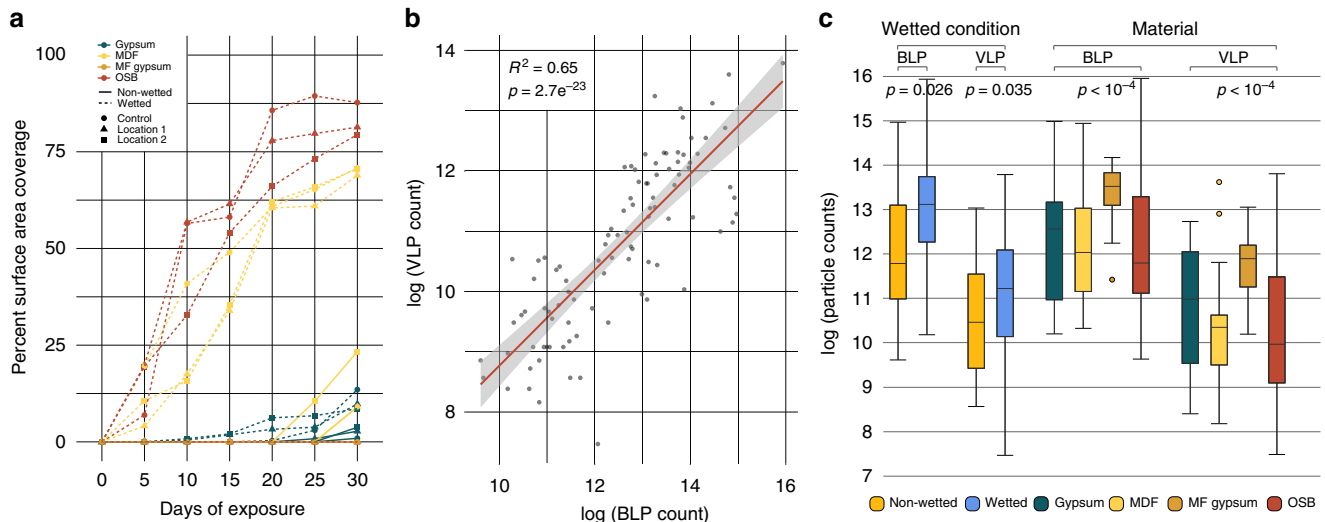 a
100
75
50
25
0
Percent surface area coverage
Gypsum
MDF
MF gypsum
OSB
Non-wetted
Wetted
Control
Location 1
Location 2
0 5 10 15 20 25 30
Days of exposure
b
14
12
10
8
log (VLP count)
R² = 0.65
p = 2.7e⁻²³
10 12 14 16
log (BLP count)
c
Wetted condition Material
BLP VLP BLP VLP
p = 0.026 p = 0.035 p < 10⁻⁴ p < 10⁻⁴
16
15
14
13
12
11
10
9
8
7
log (particle counts)
Non-wetted Wetted Gypsum MDF MF gypsum OSB